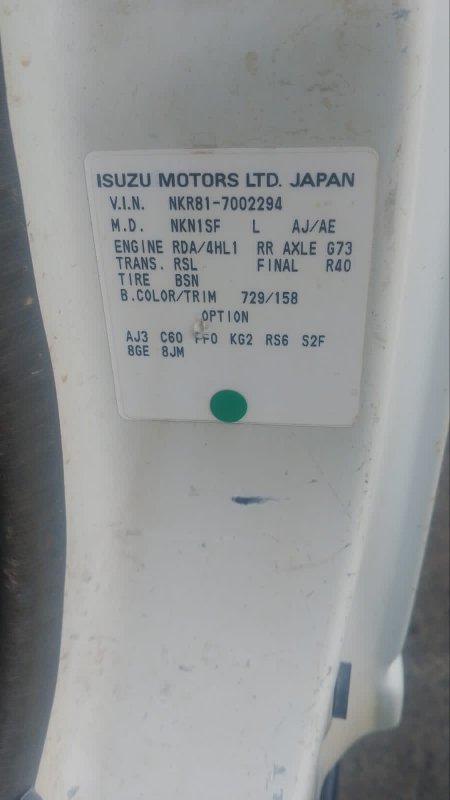 ISUZU MOTORS LTD. JAPAN
V.I.N. NKR81-7002294
M.D. NKN1SF L AJ/AE
ENGINE RDA/4HL1 RR AXLE G73
TRANS. RSL FINAL R40
TIRE BSN
B.COLOR/TRIM 729/158
OPTION
AJ3 C60 KG2 RS6 S2F
8GE 8JM